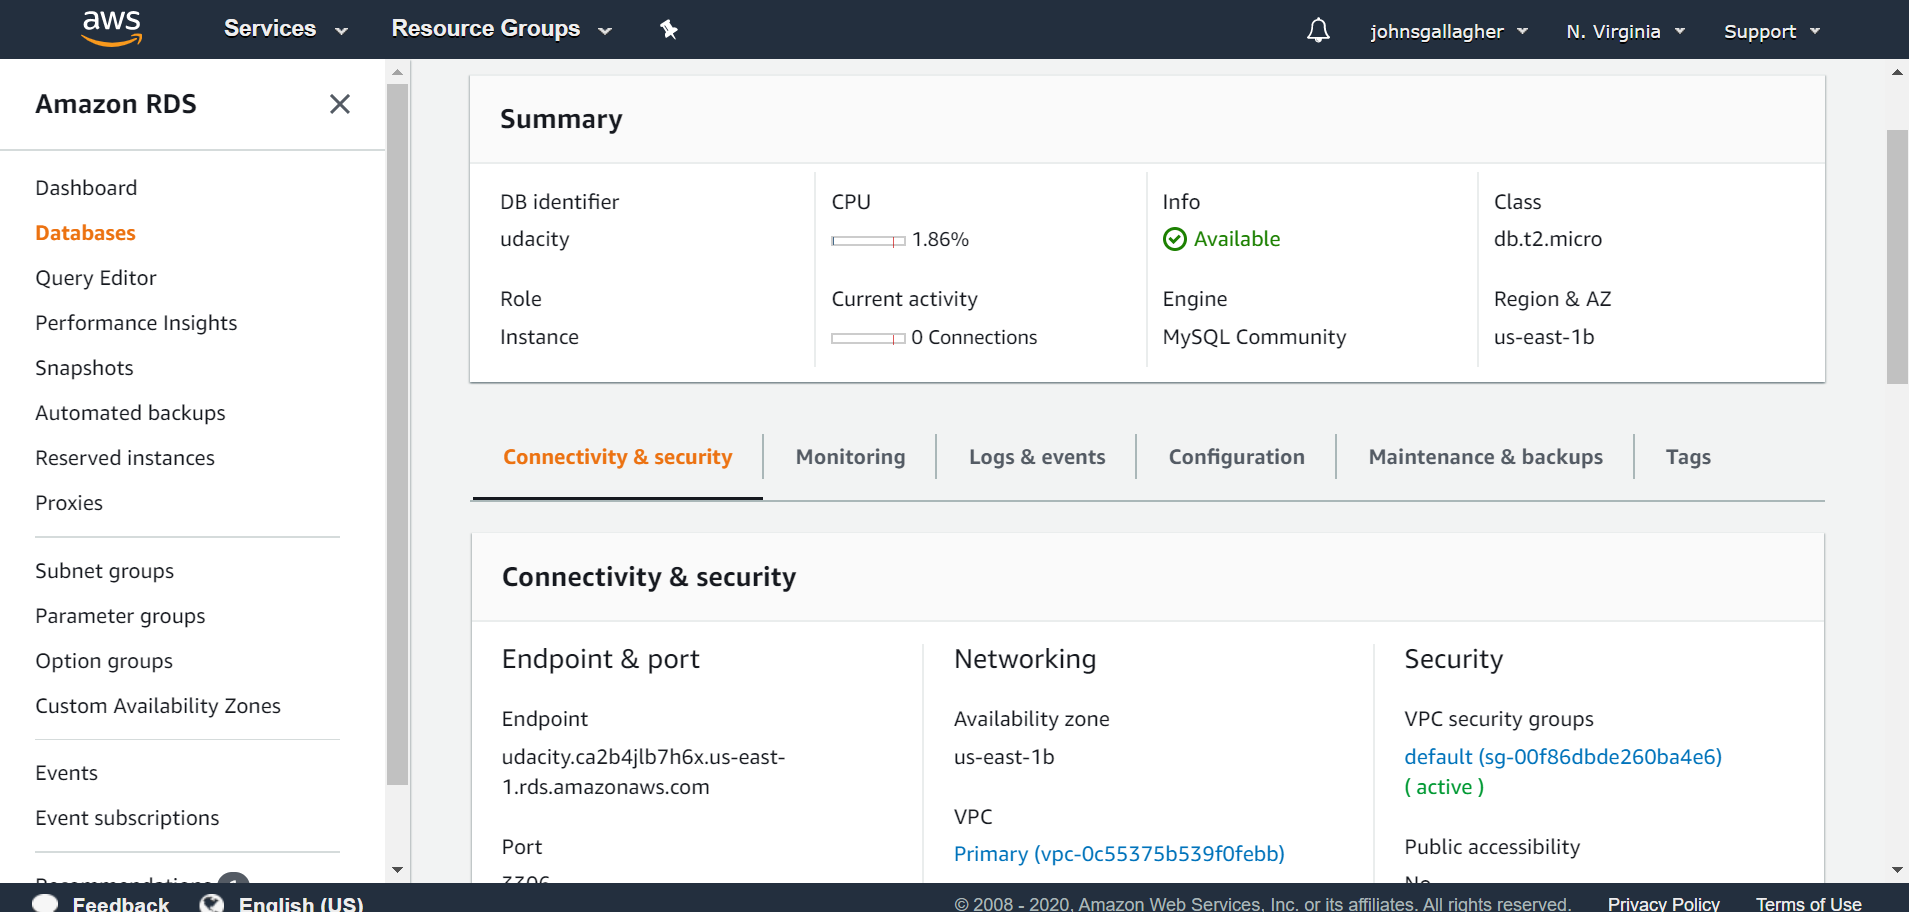 aws
Services
Resource Groups
johnsgallagher
N. Virginia
Support
Amazon RDS
Dashboard
Databases
Query Editor
Performance Insights
Snapshots
Automated backups
Reserved instances
Proxies
Subnet groups
Parameter groups
Option groups
Custom Availability Zones
Events
Event subscriptions
Summary
DB identifier
udacity
CPU
1.86%
Info
Available
Class
db.t2.micro
Role
Instance
Current activity
0 Connections
Engine
MySQL Community
Region & AZ
us-east-1b
Connectivity & security
Monitoring
Logs & events
Configuration
Maintenance & backups
Tags
Connectivity & security
Endpoint & port
Endpoint
udacity.ca2b4jlb7h6x.us-east-
1.rds.amazonaws.com
Port
3306
Networking
Availability zone
us-east-1b
VPC
Primary (vpc-0c55375b539f0febb)
Security
VPC security groups
default (sg-00f86dbde260ba4e6)
( active )
Public accessibility
No
Feedback
English (US)
© 2008 - 2020, Amazon Web Services, Inc. or its affiliates. All rights reserved.
Privacy Policy
Terms of Use